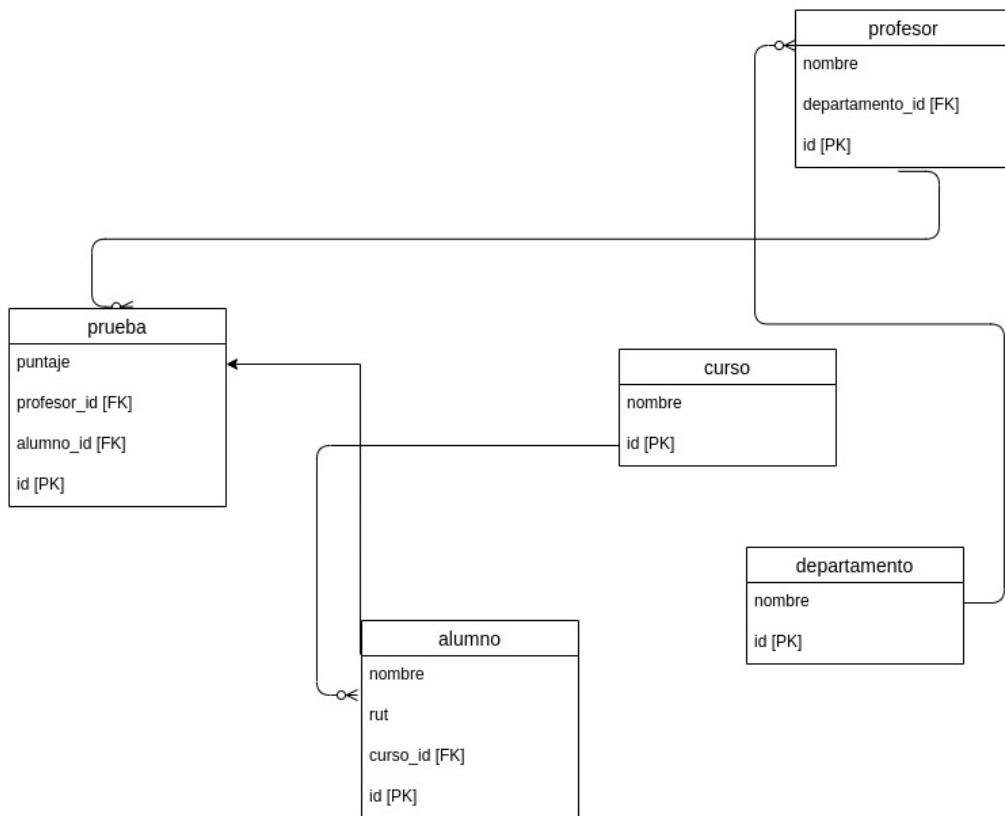 profesor
nombre
departamento_id [FK]
id [PK]
prueba
puntaje
profesor_id [FK]
alumno_id [FK]
id [PK]
curso
nombre
id [PK]
departamento
nombre
id [PK]
alumno
nombre
rut
curso_id [FK]
id [PK]